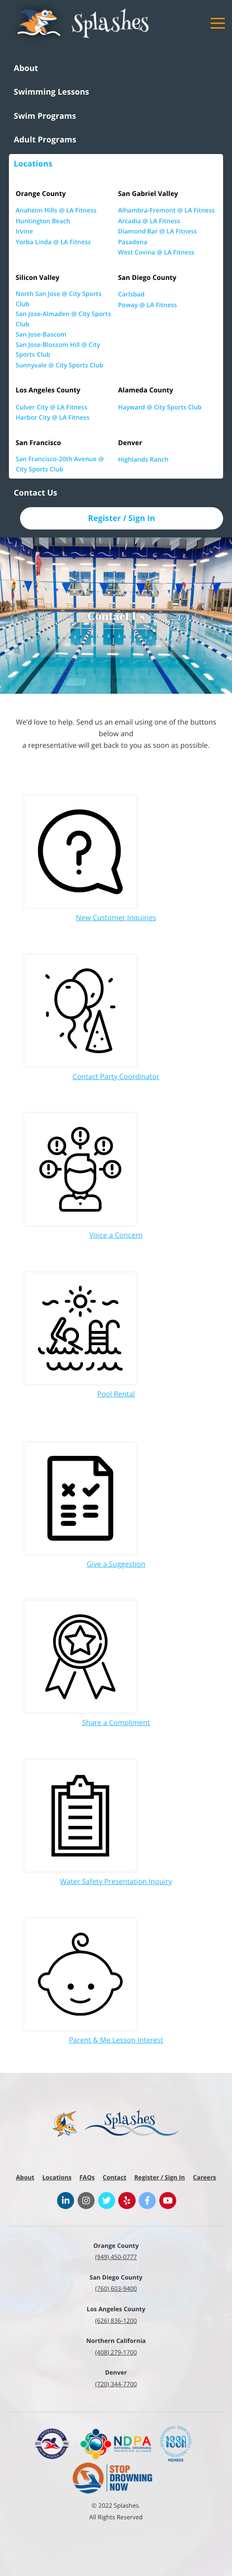 Splashes
About
Swimming Lessons
Swim Programs
Adult Programs
Locations
Orange County
Anaheim Hills @ LA Fitness
Huntington Beach
Irvine
Yorba Linda @ LA Fitness
San Gabriel Valley
Alhambra-Fremont @ LA Fitness
Arcadia @ LA Fitness
Diamond Bar @ LA Fitness
Pasadena
West Covina @ LA Fitness
Silicon Valley
North San Jose @ City Sports
Club
San Jose-Almaden @ City Sports
Club
San Jose-Bascom
San Jose-Blossom Hill @ City
Sports Club
Sunnyvale @ City Sports Club
San Diego County
Carlsbad
Poway @ LA Fitness
Los Angeles County
Culver City @ LA Fitness
Harbor City @ LA Fitness
Alameda County
Hayward @ City Sports Club
San Francisco
San Francisco-20th Avenue @
City Sports Club
Denver
Highlands Ranch
Contact Us
Register / Sign In
Contact Us
We'd love to help. Send us an email using one of the buttons
below and
a representative will get back to you as soon as possible.
New Customer Inquiries
Contact Party Coordinator
Voice a Concern
Pool Rental
Give a Suggestion
Share a Compliment
Water Safety Presentation Inquiry
Parent & Me Lesson Interest
Splashes
About Locations FAQs Contact Register / Sign In Careers
Orange County
(949) 450-0777
San Diego County
(760) 603-9400
Los Angeles County
(626) 836-1200
Northern California
(408) 279-1700
Denver
(720) 344-7700
NDPA
MEMBER
STOP
DROWNING
NOW
© 2022 Splashes.
All Rights Reserved